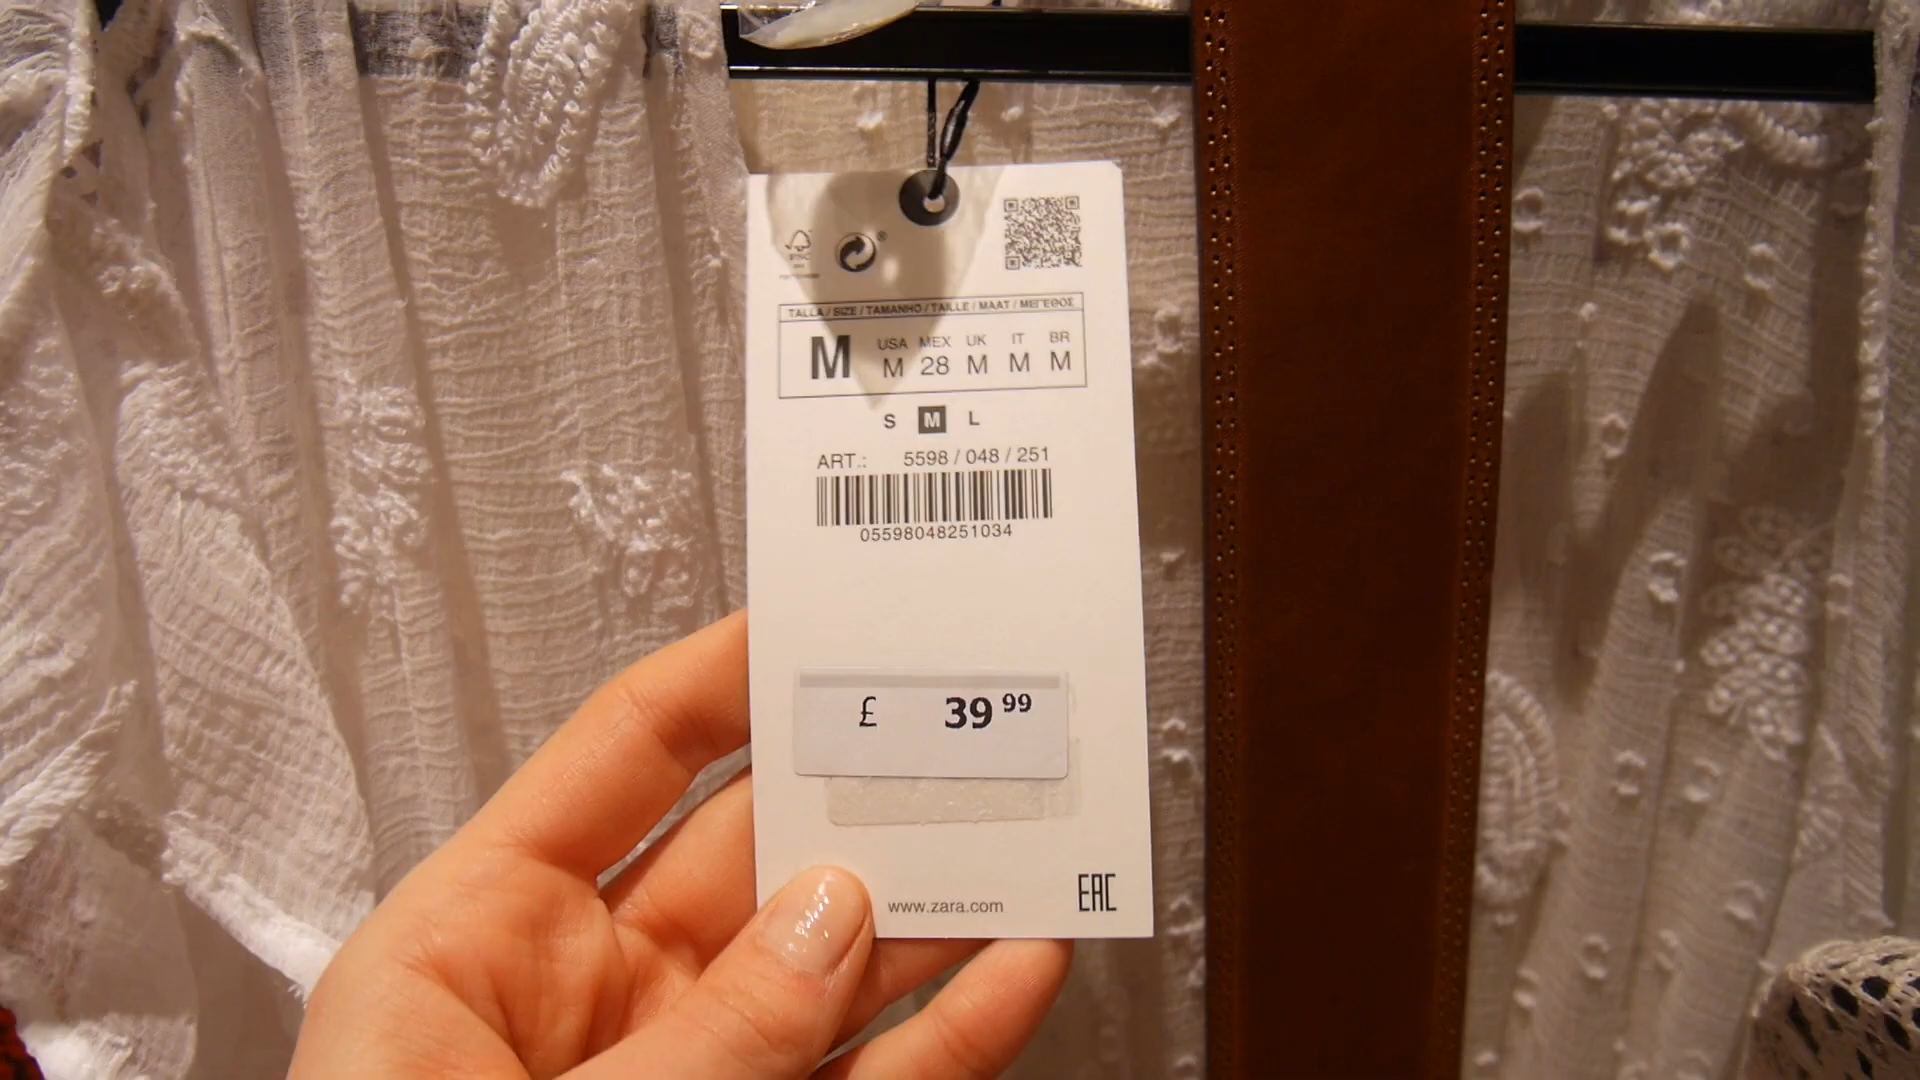 TALLA / SIZE / TAMANHO / TAILLE / MAAT / ΜΕΓΕΘΟΣ
M
USA MEX UK IT BR
M 28 M M M
S M L
ART.: 5598 / 048 / 251
05598048251034
£ 39 99
www.zara.com
EAC